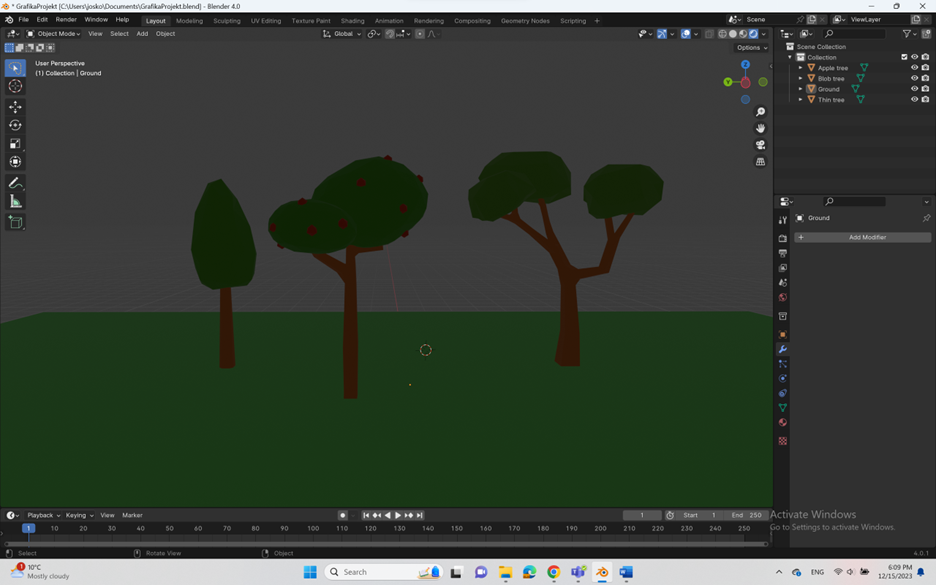 * GrafikaProjekt [C:\Users\josko\Documents\GrafikaProjekt.blend] - Blender 4.0
File Edit Render Window Help Layout Modeling Sculpting UV Editing Texture Paint Shading Animation Rendering Compositing Geometry Nodes Scripting + Scene ViewLayer
Object Mode View Select Add Object Global
Options
User Perspective
(1) Collection | Ground
Z
Y
Scene Collection
Collection
Apple tree
Blob tree
Ground
Thin tree
Ground
+ Add Modifier
Playback Keying View Marker 1 Start 1 End 250
1 10 20 30 40 50 60 70 80 90 100 110 120 130 140 150 160 170 180 190 200 210 220 230 240 250
Activate Windows
Go to Settings to activate Windows.
Select Rotate View Object 4.0.1
1
10°C
Mostly cloudy
Search
ENG
6:09 PM
12/15/2023